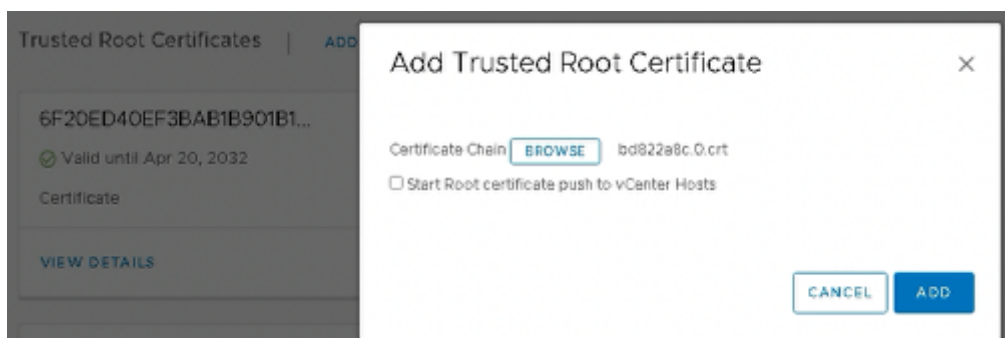 Trusted Root Certificates | ADD
6F20ED40EF3BAB1B901B1...
Valid until Apr 20, 2032
Certificate
VIEW DETAILS
Add Trusted Root Certificate
Certificate Chain BROWSE bd822a8c.0.crt
Start Root certificate push to vCenter Hosts
CANCEL ADD